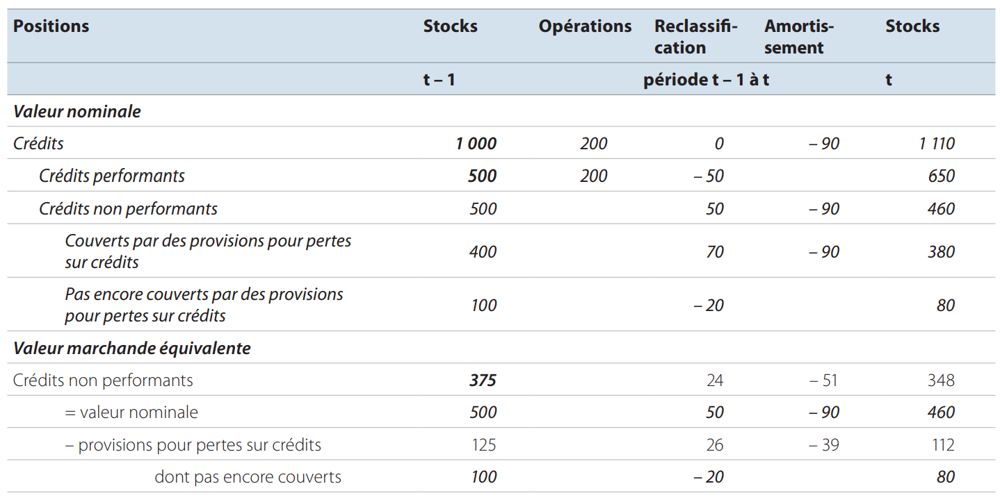 Positions Stocks Opérations Reclassifi- Amortis- Stocks
cation sement
t – 1 période t – 1 à t t
Valeur nominale
Crédits 1 000 200 0 – 90 1 110
Crédits performants 500 200 – 50 650
Crédits non performants 500 50 – 90 460
Couverts par des provisions pour pertes
sur crédits 400 70 – 90 380
Pas encore couverts par des provisions
pour pertes sur crédits 100 – 20 80
Valeur marchande équivalente
Crédits non performants 375 24 – 51 348
= valeur nominale 500 50 – 90 460
– provisions pour pertes sur crédits 125 26 – 39 112
dont pas encore couverts 100 – 20 80